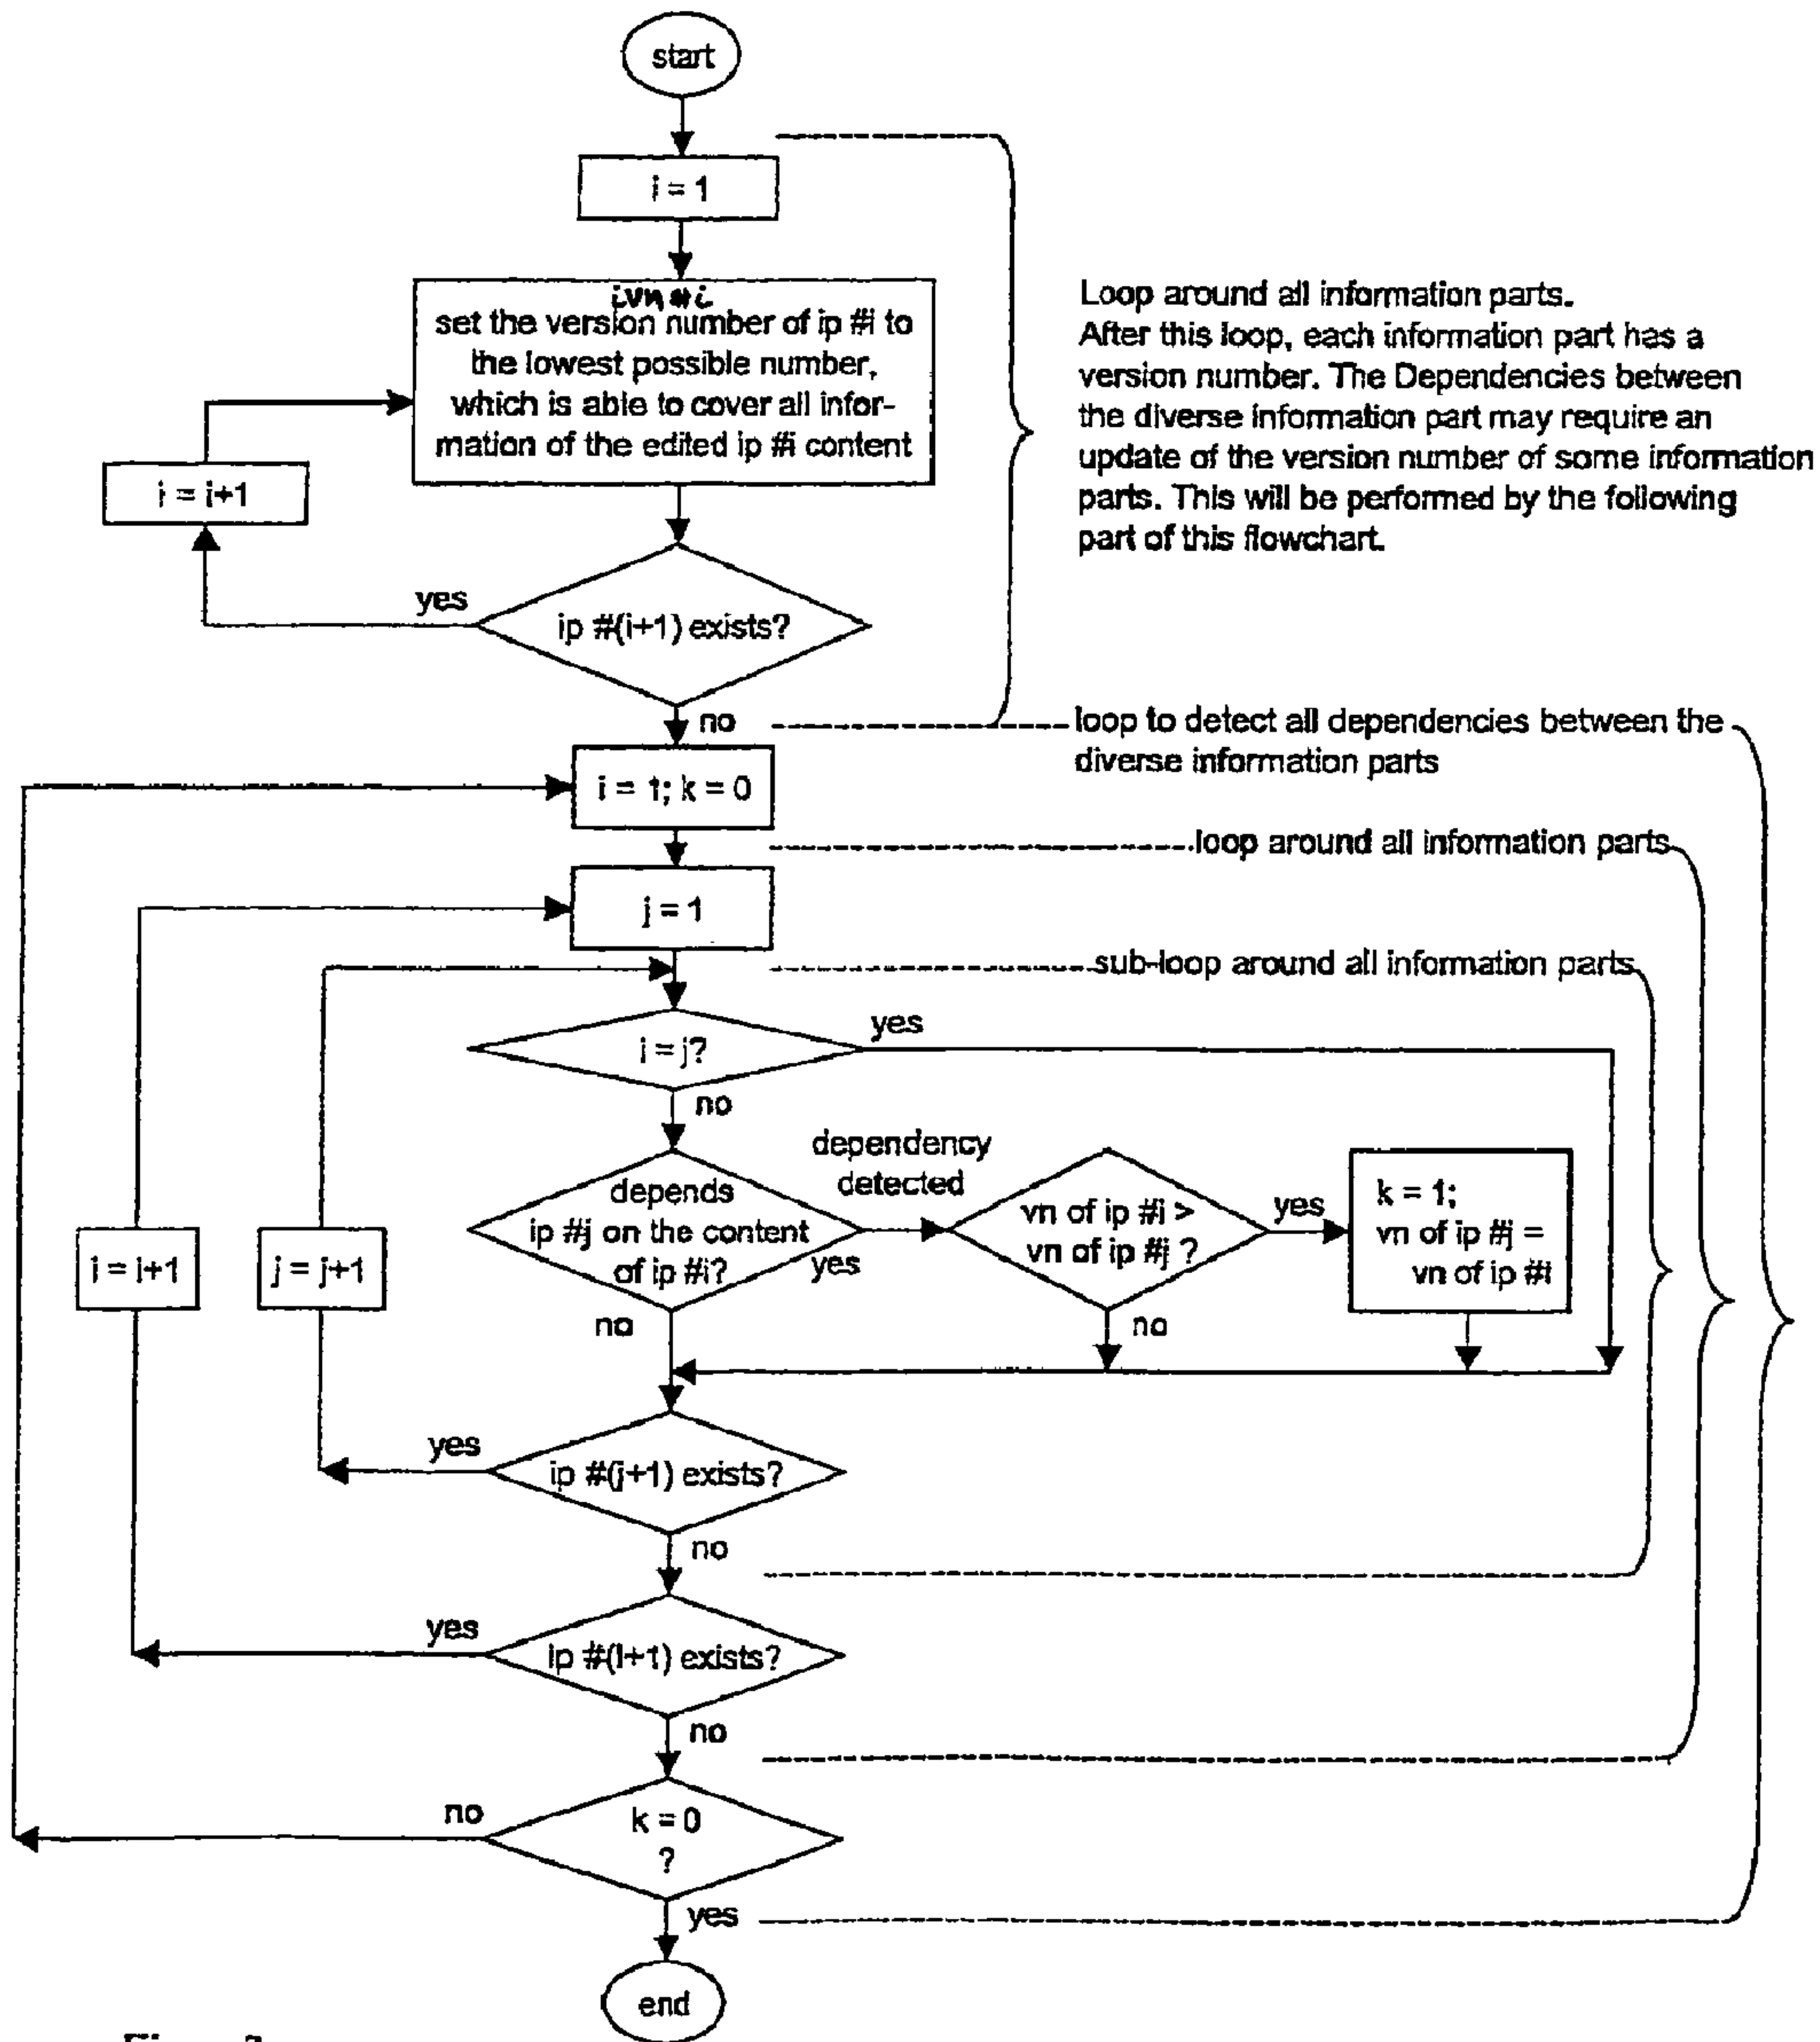 start
i = 1
ivn #i
set the version number of ip #i to
the lowest possible number,
which is able to cover all infor-
mation of the edited ip #i content
i = i+1
yes
ip #(i+1) exists?
no
Loop around all information parts.
After this loop, each information part has a
version number. The Dependencies between
the diverse information part may require an
update of the version number of some information
parts. This will be performed by the following
part of this flowchart.
loop to detect all dependencies between the
diverse information parts
i = 1; k = 0
loop around all information parts
j = 1
sub-loop around all information parts
i = j?
yes
no
depends
ip #j on the content
of ip #i?
dependency
detected
yes
no
vn of ip #i >
vn of ip #j ?
yes
no
k = 1;
vn of ip #j =
vn of ip #i
i = i+1
j = j+1
yes
ip #(j+1) exists?
no
yes
ip #(i+1) exists?
no
no
k = 0
?
yes
end